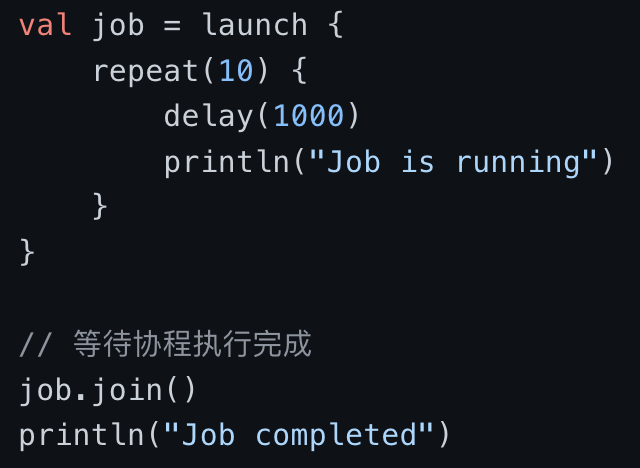 val job = launch {
    repeat(10) {
        delay(1000)
        println("Job is running")
    }
}

// 等待协程执行完成
job.join()
println("Job completed")